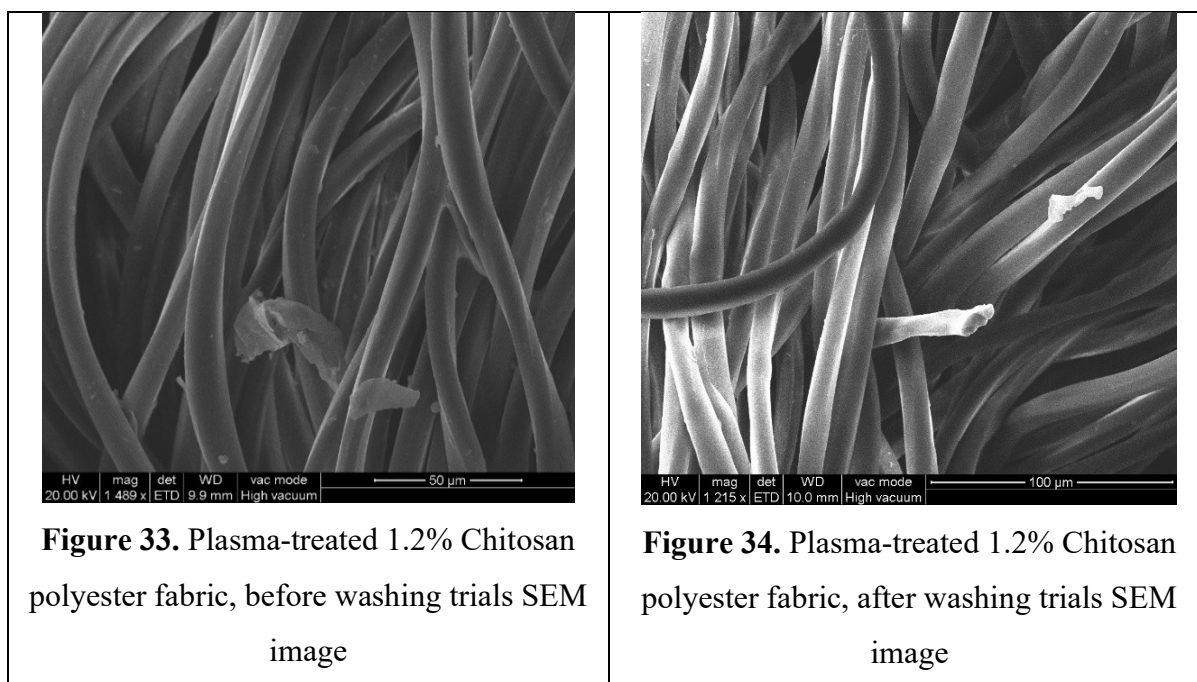 HV mag det WD vac mode
20.00 kV 1 489 x ETD 9.9 mm High vacuum 50 µm
Figure 33. Plasma-treated 1.2% Chitosan
polyester fabric, before washing trials SEM
image
HV mag det WD vac mode
20.00 kV 1 215 x ETD 10.0 mm High vacuum 100 µm
Figure 34. Plasma-treated 1.2% Chitosan
polyester fabric, after washing trials SEM
image